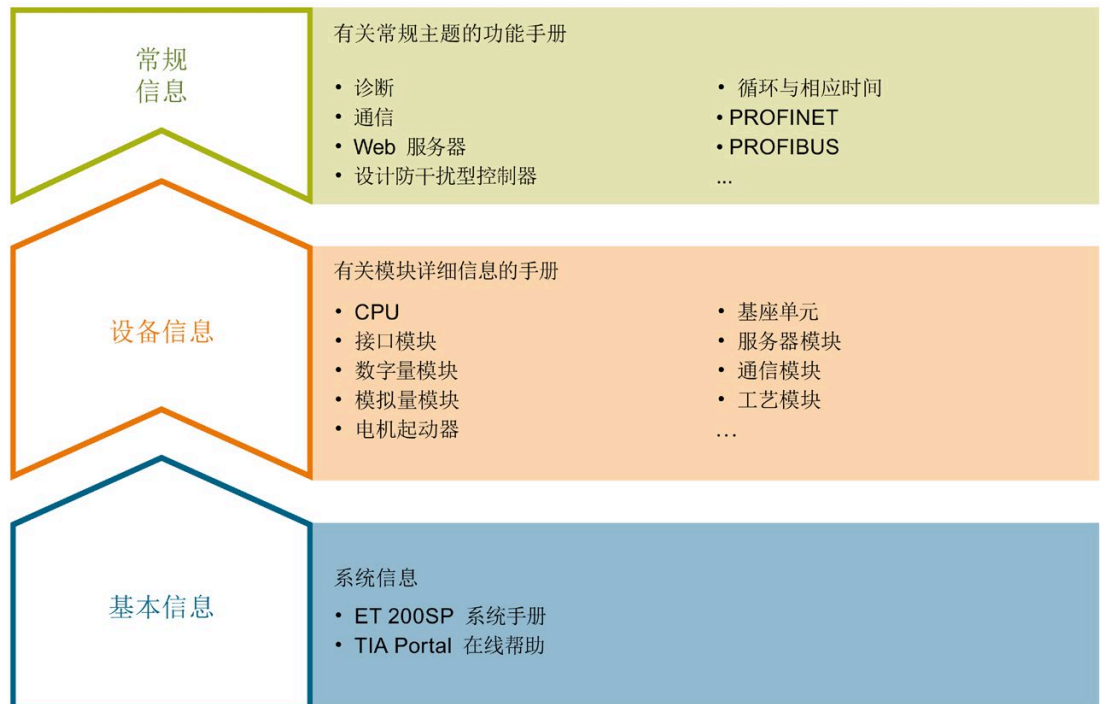 常规
信息
有关常规主题的功能手册
• 诊断
• 通信
• Web 服务器
• 设计防干扰型控制器
• 循环与相应时间
• PROFINET
• PROFIBUS
...
设备信息
有关模块详细信息的手册
• CPU
• 接口模块
• 数字量模块
• 模拟量模块
• 电机起动器
• 基座单元
• 服务器模块
• 通信模块
• 工艺模块
...
基本信息
系统信息
• ET 200SP 系统手册
• TIA Portal 在线帮助